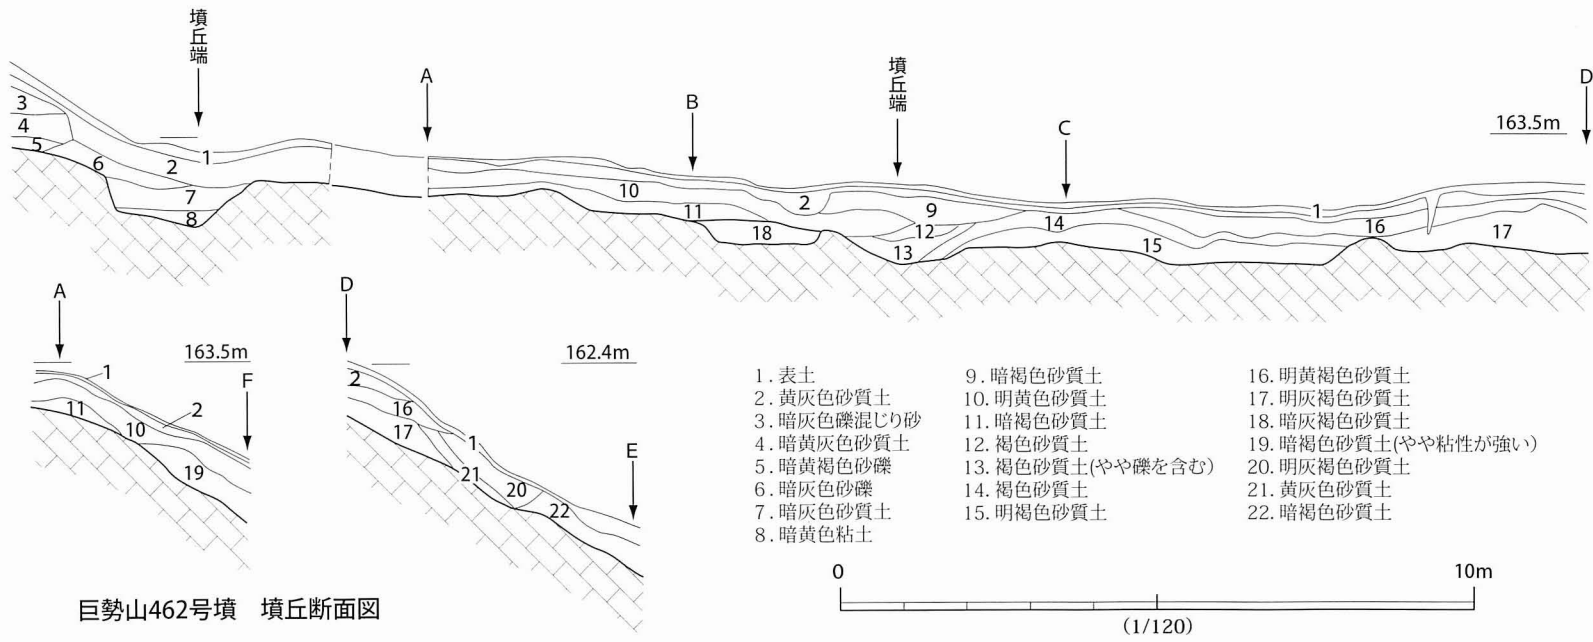 墳丘端
A
B
墳丘端
C
D
163.5m
3
4
5
6
2
1
7
8
10
11
18
2
9
12
13
14
15
1
16
17
A
163.5m
F
1
2
11
10
19
D
162.4m
E
2
16
17
1
21
20
22
1. 表土
2. 黄灰色砂質土
3. 暗灰色礫混じり砂
4. 暗黄灰色砂質土
5. 暗黄褐色砂礫
6. 暗灰色砂礫
7. 暗灰色砂質土
8. 暗黄色粘土
9. 暗褐色砂質土
10. 明黄色砂質土
11. 暗褐色砂質土
12. 褐色砂質土
13. 褐色砂質土(やや礫を含む)
14. 褐色砂質土
15. 明褐色砂質土
16. 明黄褐色砂質土
17. 明灰褐色砂質土
18. 暗灰褐色砂質土
19. 暗褐色砂質土(やや粘性が強い)
20. 明灰褐色砂質土
21. 黄灰色砂質土
22. 暗褐色砂質土
0
10m
(1/120)
巨勢山462号墳 墳丘断面図